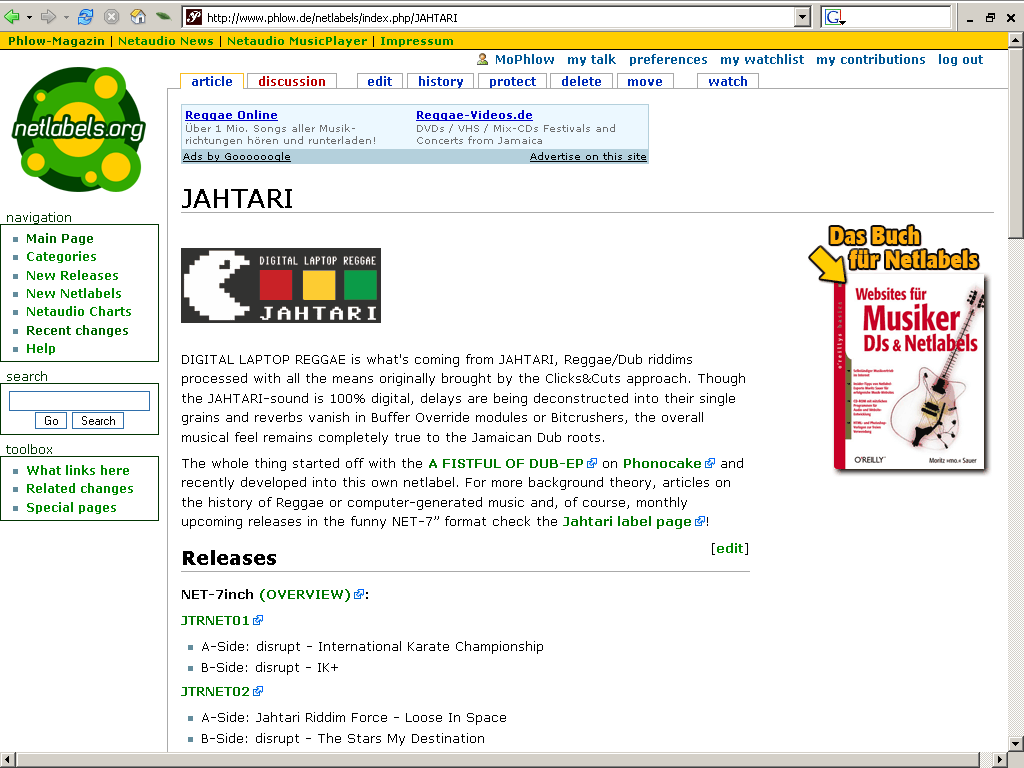 http://www.phlow.de/netlabels/index.php/JAHTARI
G
Phlow-Magazin | Netaudio News | Netaudio MusicPlayer | Impressum
MoPhlow my talk preferences my watchlist my contributions log out
netlabels.org
article discussion edit history protect delete move watch
Reggae Online
Über 1 Mio. Songs aller Musik-
richtungen hören und runterladen!
Reggae-Videos.de
DVDs / VHS / Mix-CDs Festivals and
Concerts from Jamaica
Ads by Goooooogle
Advertise on this site
JAHTARI
navigation
Main Page
Categories
New Releases
New Netlabels
Netaudio Charts
Recent changes
Help
search
Go Search
toolbox
What links here
Related changes
Special pages
DIGITAL LAPTOP REGGAE
JAHTARI
Das Buch
für Netlabels
o'reillys basics
Websites für
Musiker
DJs & Netlabels
O'REILLY
Moritz »mo.« Sauer
DIGITAL LAPTOP REGGAE is what's coming from JAHTARI, Reggae/Dub riddims
processed with all the means originally brought by the Clicks&Cuts approach. Though
the JAHTARI-sound is 100% digital, delays are being deconstructed into their single
grains and reverbs vanish in Buffer Override modules or Bitcrushers, the overall
musical feel remains completely true to the Jamaican Dub roots.
The whole thing started off with the A FISTFUL OF DUB-EP on Phonocake and
recently developed into this own netlabel. For more background theory, articles on
the history of Reggae or computer-generated music and, of course, monthly
upcoming releases in the funny NET-7” format check the Jahtari label page!
[edit]
Releases
NET-7inch (OVERVIEW):
JTRNET01
A-Side: disrupt - International Karate Championship
B-Side: disrupt - IK+
JTRNET02
A-Side: Jahtari Riddim Force - Loose In Space
B-Side: disrupt - The Stars My Destination